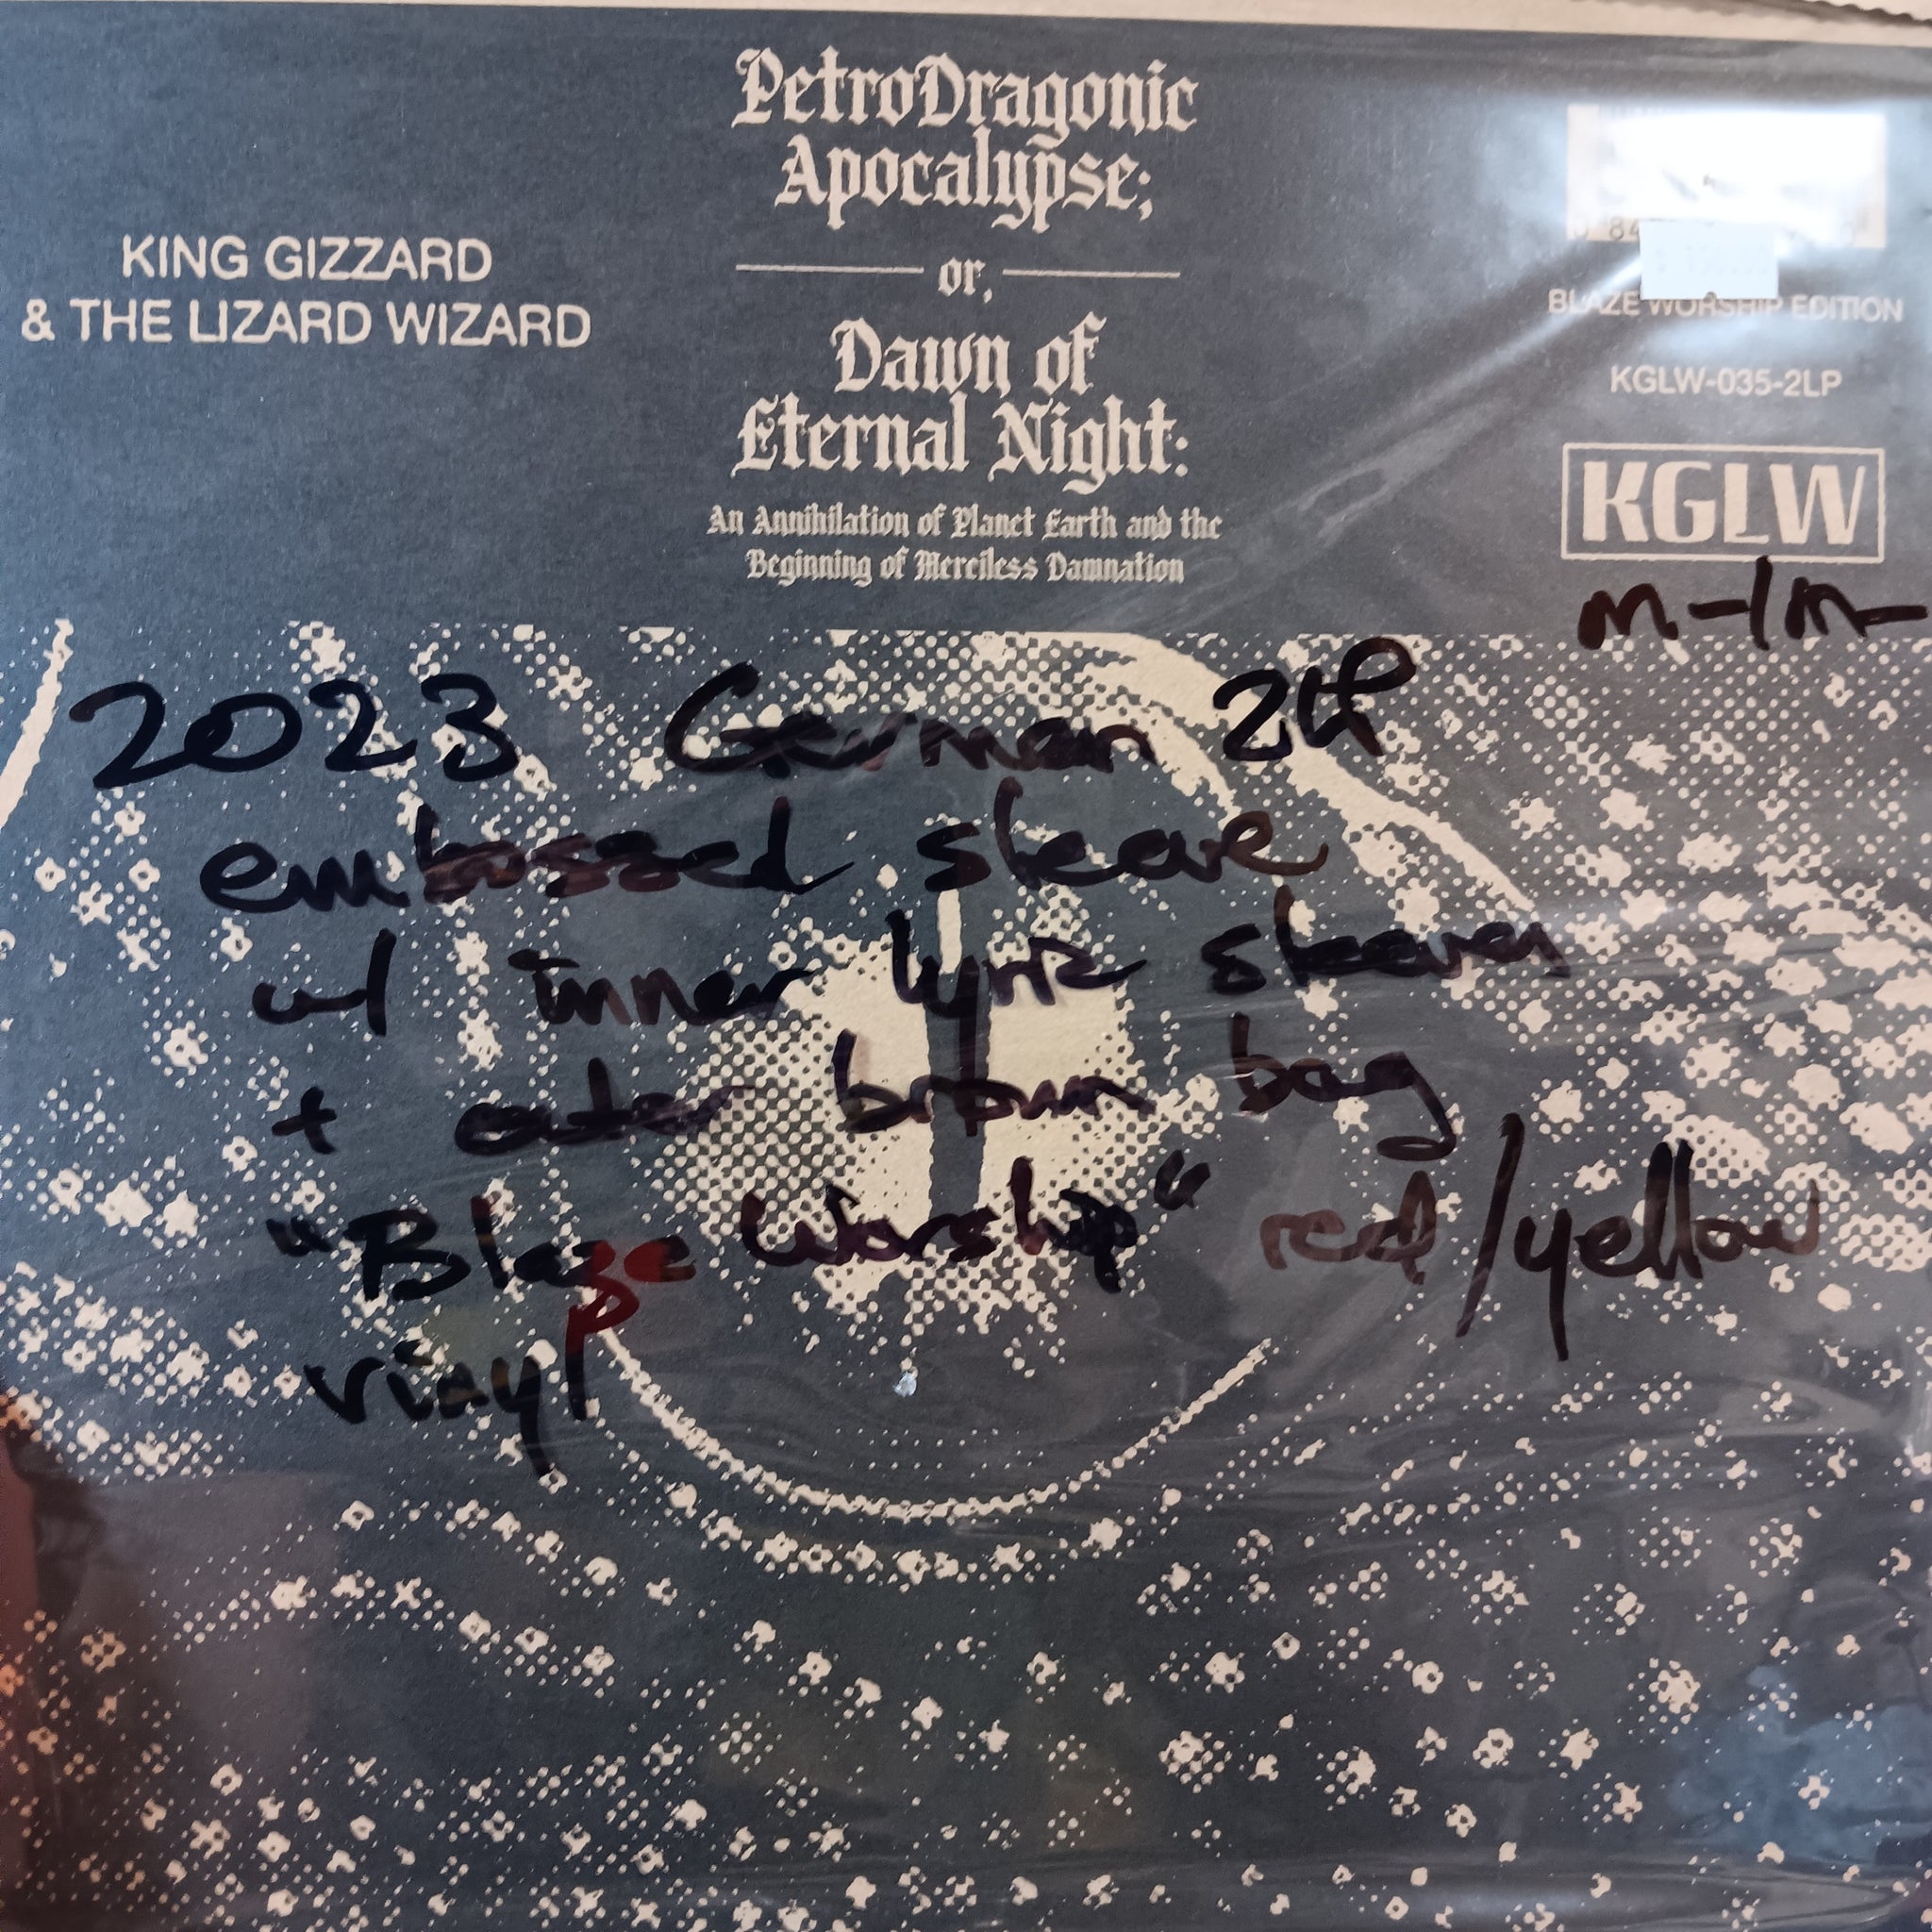 PetroDragonic
Apocalypse;
or,
Dawn of
Eternal Night:
An Annihilation of Planet Earth and the
Beginning of Merciless Damnation
KING GIZZARD
& THE LIZARD WIZARD
84
BLAZE WORSHIP EDITION
KGLW-035-2LP
KGLW
m-/m-
2023 German 2LP
embossed sleeve
w/ inner lyric sleeves
+ outer brown bag
"Blaze Worship" red/yellow
vinyl